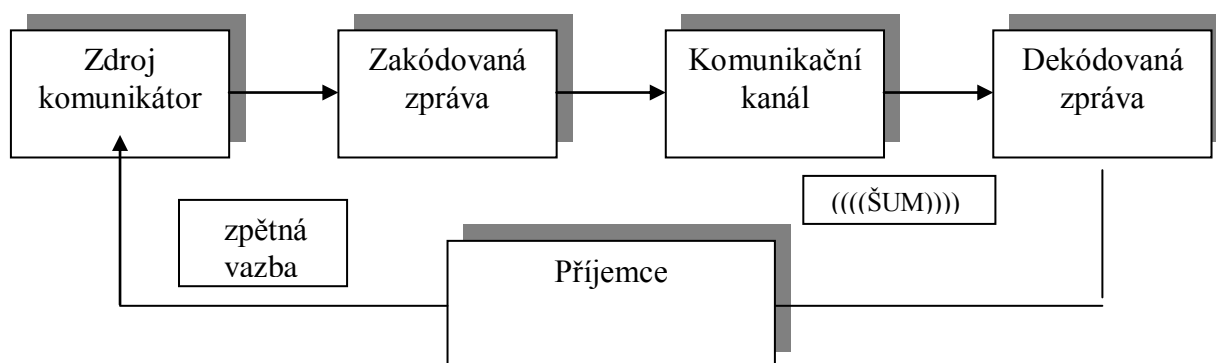 Zdroj
komunikátor
Zakódovaná
zpráva
Komunikační
kanál
Dekódovaná
zpráva
((((ŠUM))))
zpětná
vazba
Příjemce